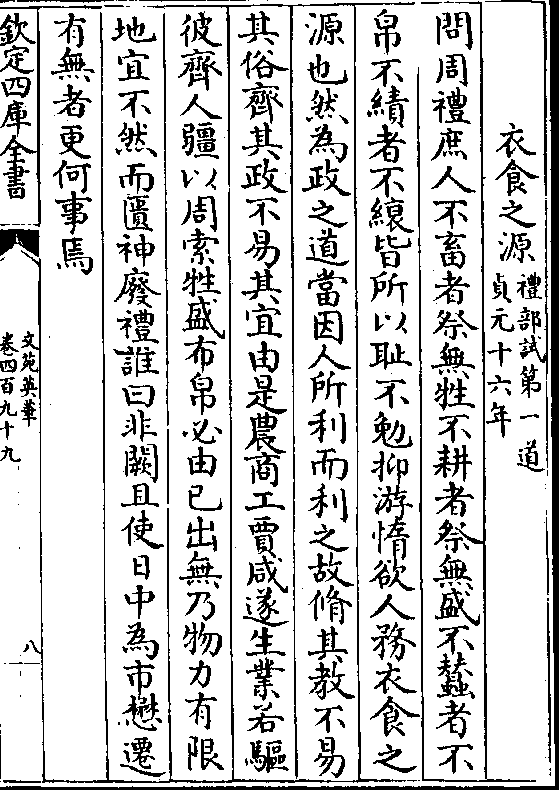 衣食之源禮部試第一道
貞元十六年
問周禮庶人不畜者祭無牲不耕者祭無盛不蠶者不
帛不績者不縗皆所以耻不勉抑游惰欲人務衣食之
源也然為政之道當因人所利而利之故脩其教不易
其俗齊其政不易其宜由是農商工賈咸遂生業若驅
彼齊人疆以周索牲盛布帛必由已出無乃物力有限
地宜不然而匱神廢禮誰曰非闕且使日中為市懋遷
有無者更何事焉
欽定四庫全書
文苑英華
卷四百九十九
八